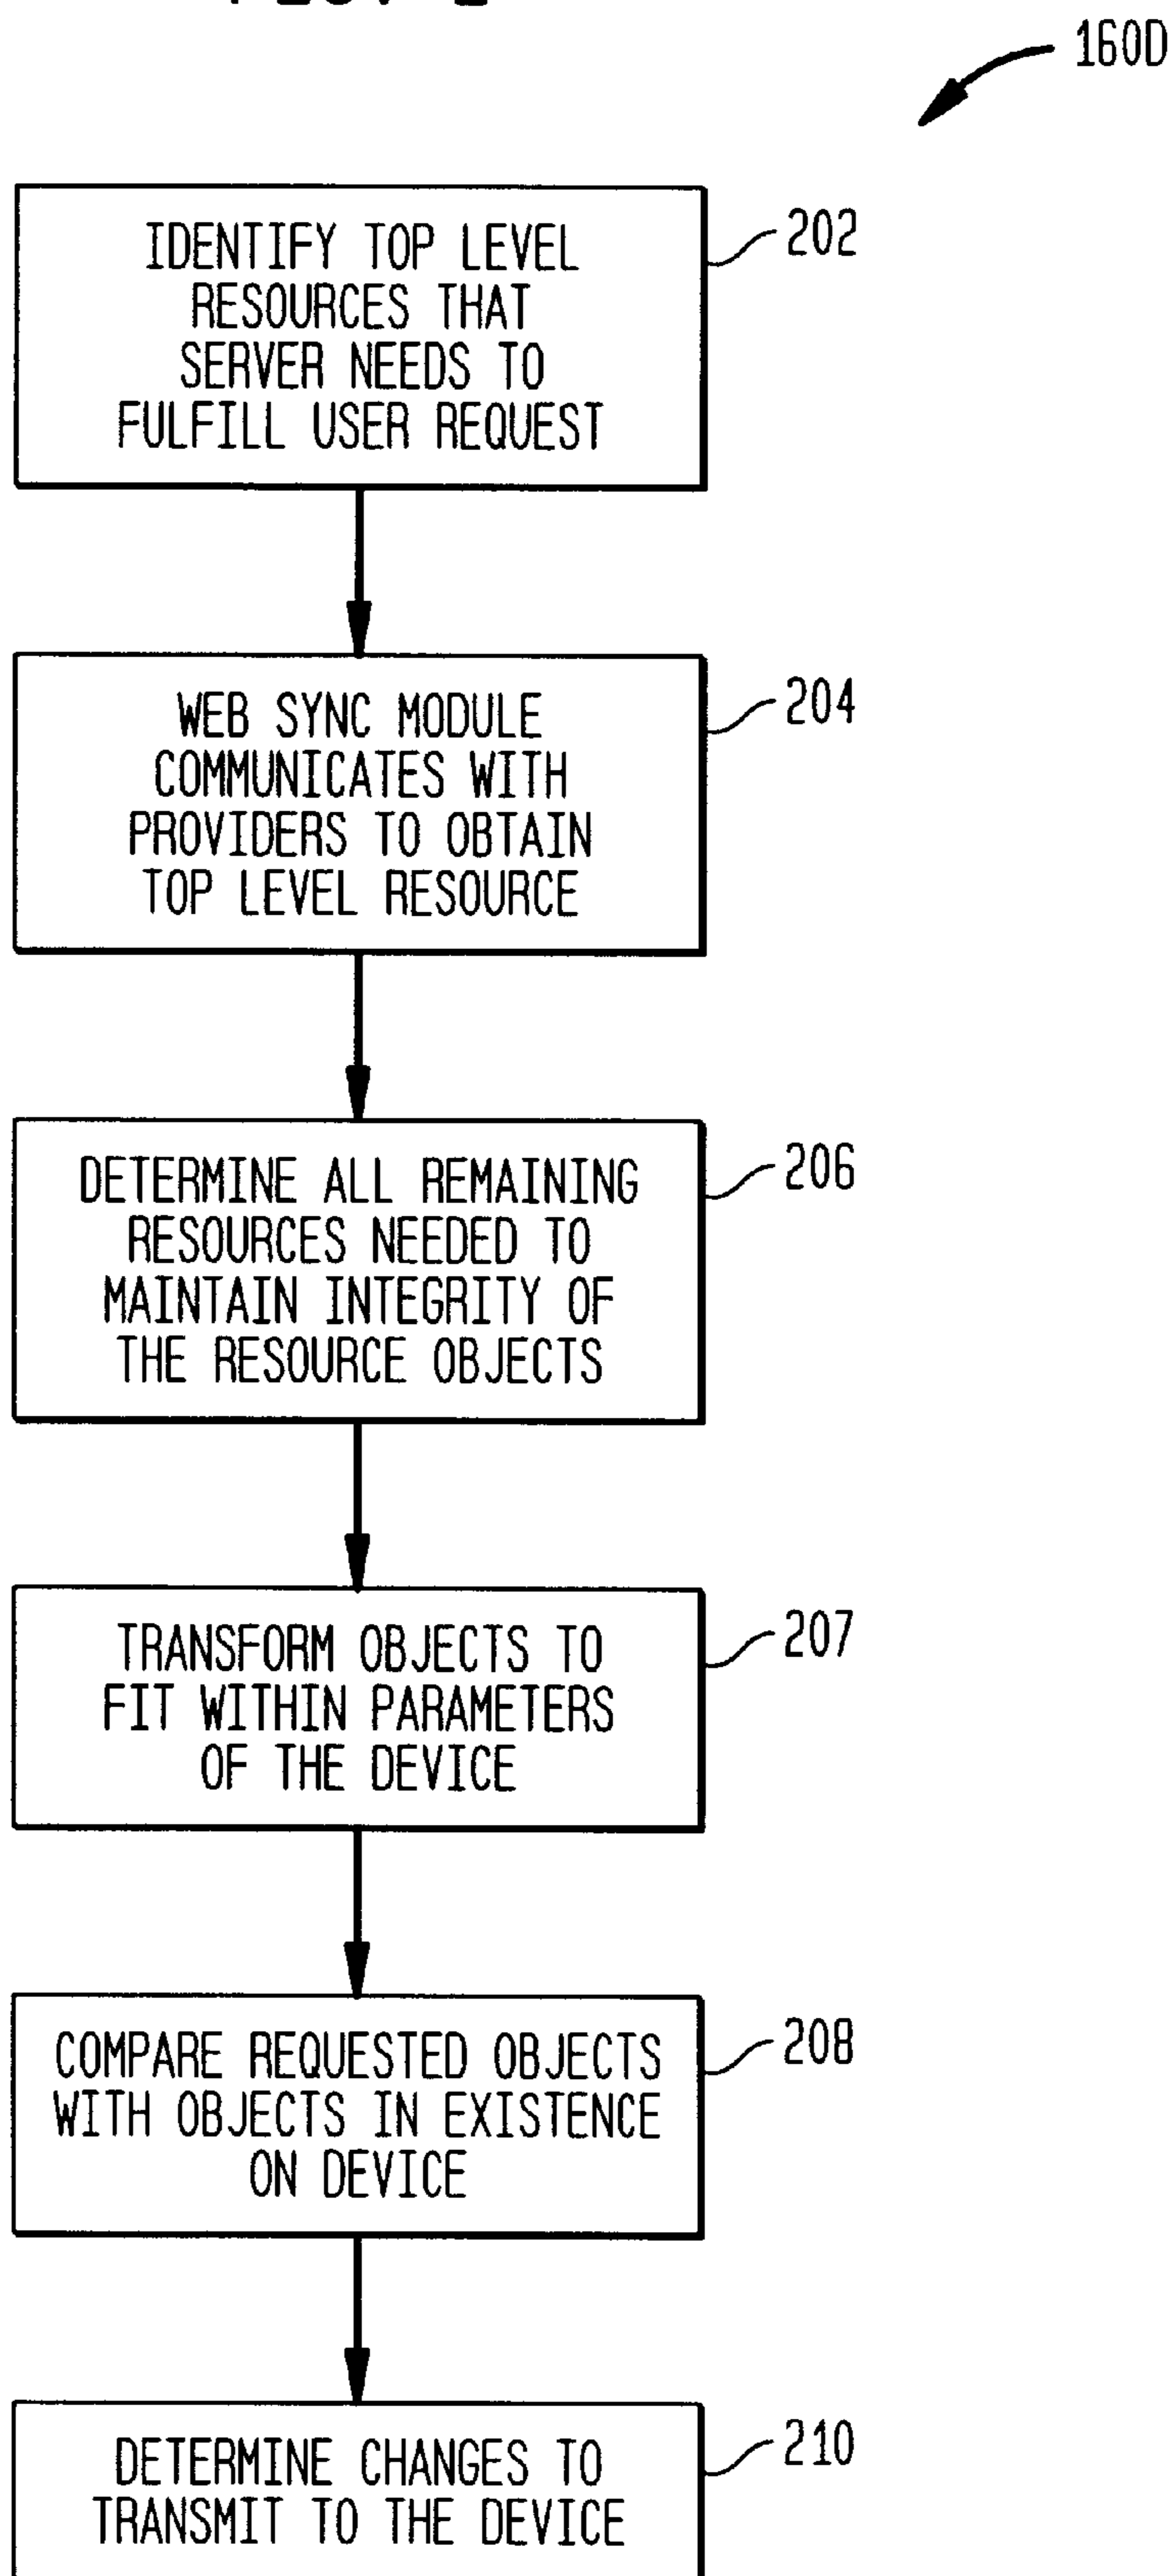 160D
IDENTIFY TOP LEVEL
RESOURCES THAT
SERVER NEEDS TO
FULFILL USER REQUEST
202
WEB SYNC MODULE
COMMUNICATES WITH
PROVIDERS TO OBTAIN
TOP LEVEL RESOURCE
204
DETERMINE ALL REMAINING
RESOURCES NEEDED TO
MAINTAIN INTEGRITY OF
THE RESOURCE OBJECTS
206
TRANSFORM OBJECTS TO
FIT WITHIN PARAMETERS
OF THE DEVICE
207
COMPARE REQUESTED OBJECTS
WITH OBJECTS IN EXISTENCE
ON DEVICE
208
DETERMINE CHANGES TO
TRANSMIT TO THE DEVICE
210